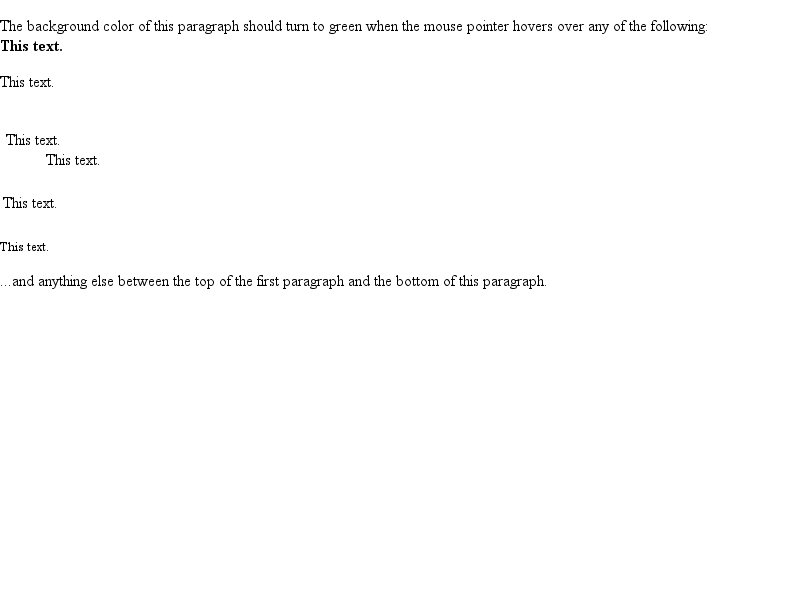 The background color of this paragraph should turn to green when the mouse pointer hovers over any of the following:
This text.
This text.
This text.
This text.
This text.
This text.
...and anything else between the top of the first paragraph and the bottom of this paragraph.